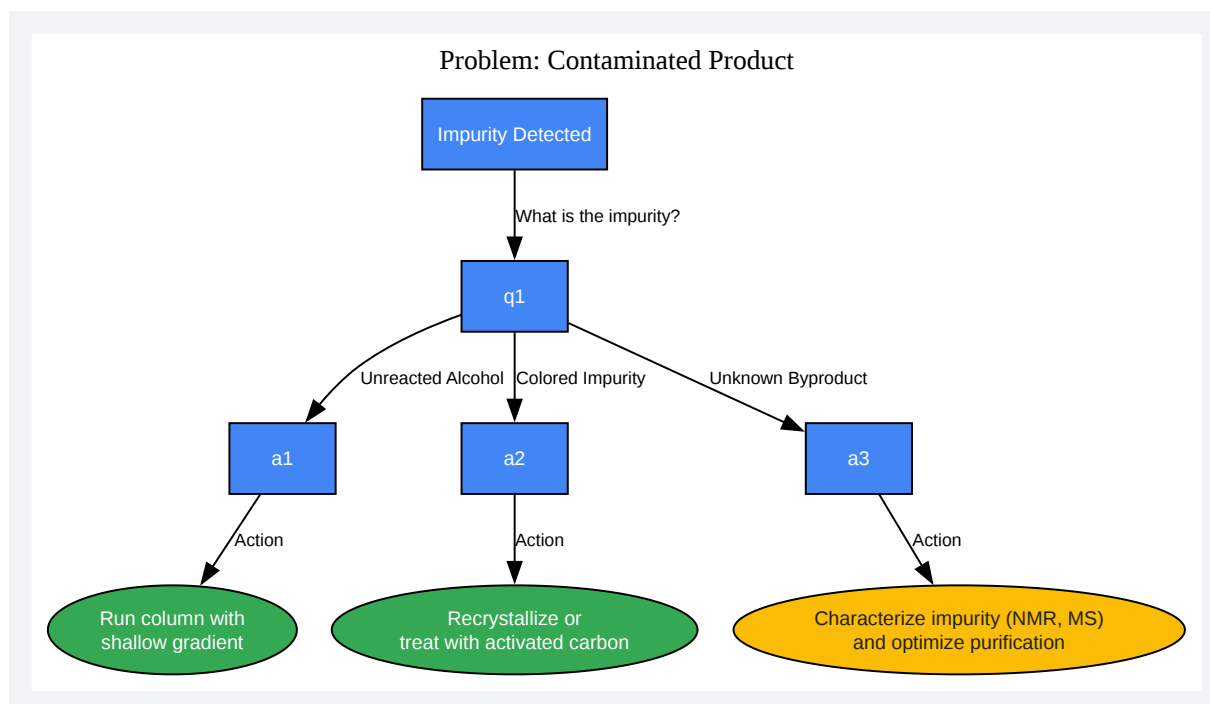 Problem: Contaminated Product
Impurity Detected
What is the impurity?
q1
Unreacted Alcohol
Colored Impurity
Unknown Byproduct
a1
a2
a3
Action
Action
Action
Run column with
shallow gradient
Recrystallize or
treat with activated carbon
Characterize impurity (NMR, MS)
and optimize purification